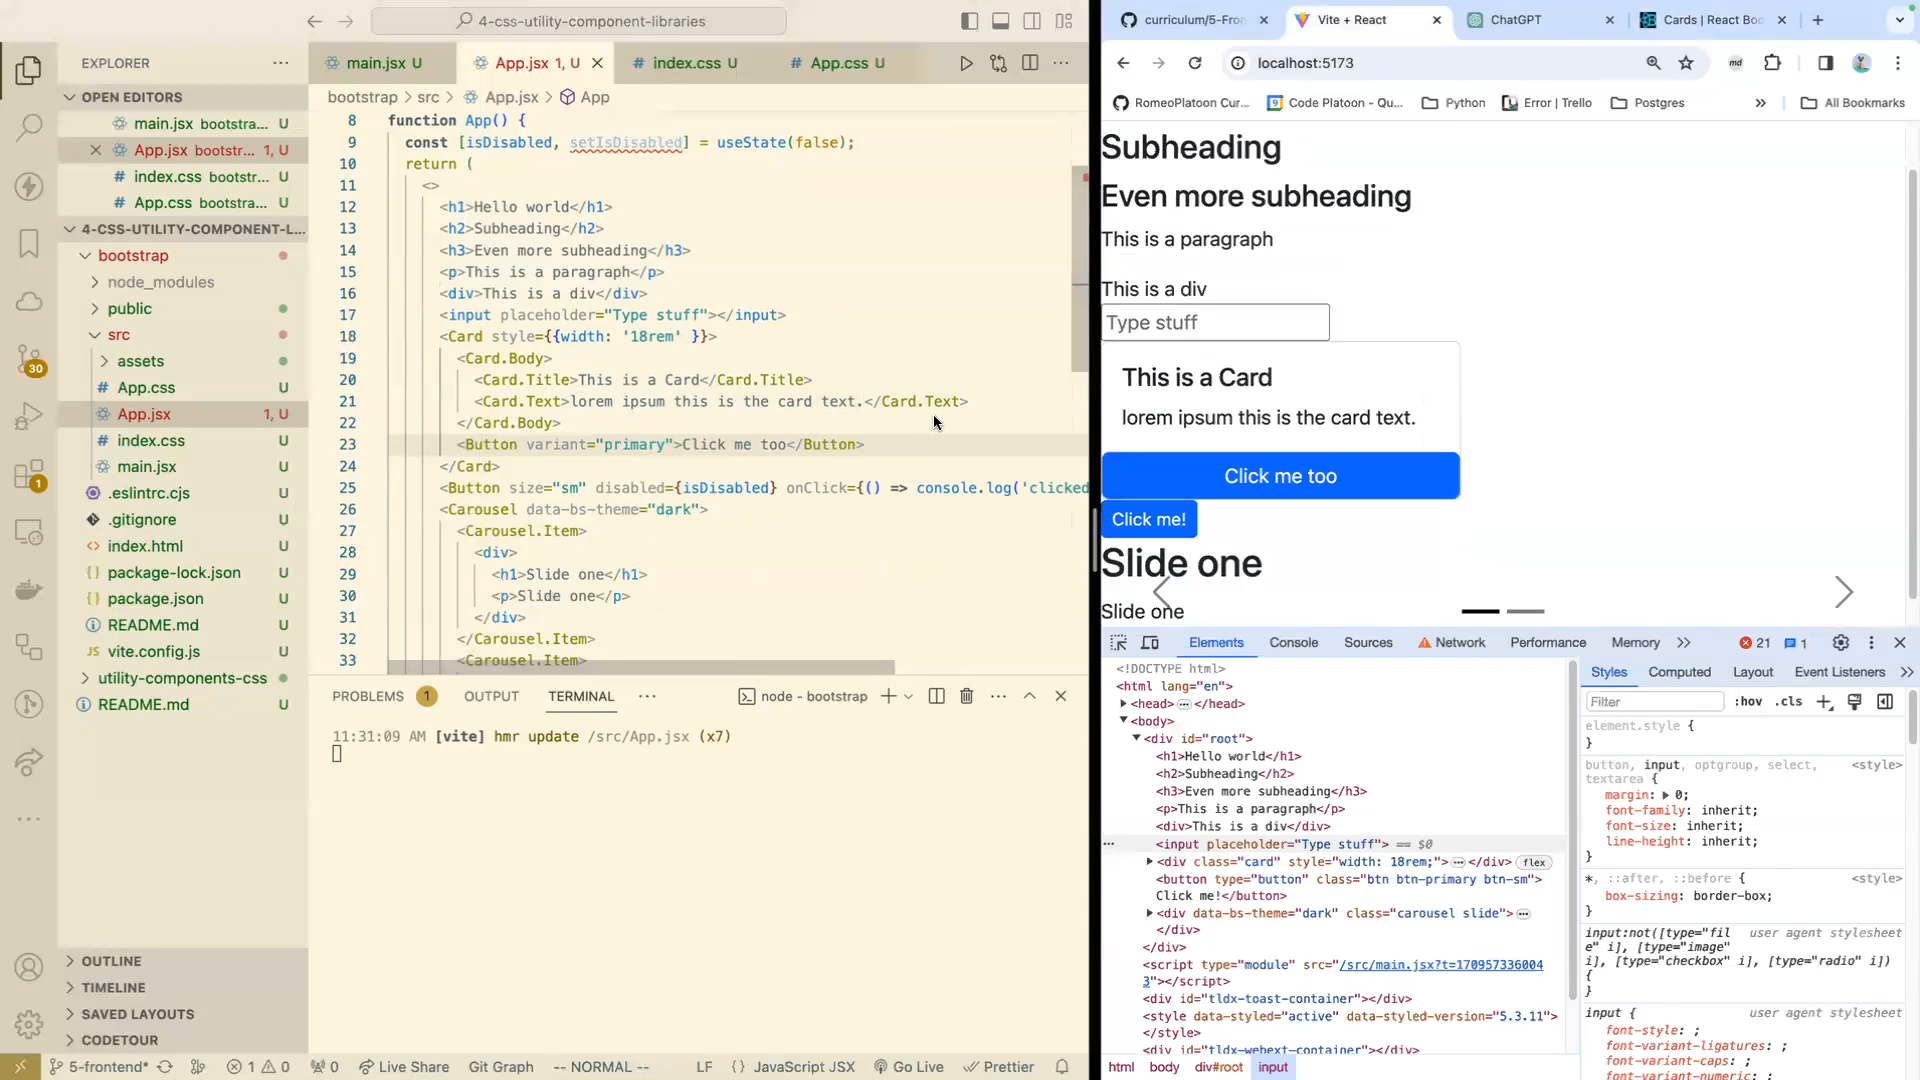 4-css-utility-component-libraries
EXPLORER
OPEN EDITORS
main.jsx bootstra... U
App.jsx bootstr... 1, U
index.css bootstr... U
App.css bootstra... U
4-CSS-UTILITY-COMPONENT-L...
bootstrap
node_modules
public
src
assets
App.css U
App.jsx 1, U
index.css U
main.jsx U
.eslintrc.cjs U
.gitignore U
index.html U
package-lock.json U
package.json U
README.md U
vite.config.js U
utility-components-css
README.md U
OUTLINE
TIMELINE
SAVED LAYOUTS
CODETOUR
30
1
main.jsx U
App.jsx 1, U
index.css U
App.css U
bootstrap > src > App.jsx > App
8 function App() {
9 const [isDisabled, setIsDisabled] = useState(false);
10 return (
11 <>
12 <h1>Hello world</h1>
13 <h2>Subheading</h2>
14 <h3>Even more subheading</h3>
15 <p>This is a paragraph</p>
16 <div>This is a div</div>
17 <input placeholder="Type stuff"></input>
18 <Card style={{width: '18rem' }}>
19 <Card.Body>
20 <Card.Title>This is a Card</Card.Title>
21 <Card.Text>lorem ipsum this is the card text.</Card.Text>
22 </Card.Body>
23 <Button variant="primary">Click me too</Button>
24 </Card>
25 <Button size="sm" disabled={isDisabled} onClick={() => console.log('clicked
26 <Carousel data-bs-theme="dark">
27 <Carousel.Item>
28 <div>
29 <h1>Slide one</h1>
30 <p>Slide one</p>
31 </div>
32 </Carousel.Item>
33 <Carousel.Item>
PROBLEMS 1 OUTPUT TERMINAL ··· node - bootstrap
11:31:09 AM [vite] hmr update /src/App.jsx (x7)
5-frontend* 1 0 0 Live Share Git Graph -- NORMAL -- LF {} JavaScript JSX Go Live Prettier
curriculum/5-Fron
Vite + React
ChatGPT
Cards | React Boo
localhost:5173
md
RomeoPlatoon Cur... Code Platoon - Qu... Python Error | Trello Postgres » All Bookmarks
Subheading
Even more subheading
This is a paragraph
This is a div
Type stuff
This is a Card
lorem ipsum this is the card text.
Click me too
Click me!
Slide one
Slide one
Elements Console Sources Network Performance Memory » 21 1
<!DOCTYPE html>
<html lang="en">
<head> ··· </head>
<body>
<div id="root">
<h1>Hello world</h1>
<h2>Subheading</h2>
<h3>Even more subheading</h3>
<p>This is a paragraph</p>
<div>This is a div</div>
··· <input placeholder="Type stuff"> == $0
<div class="card" style="width: 18rem;"> ··· </div> flex
<button type="button" class="btn btn-primary btn-sm">
Click me!</button>
<div data-bs-theme="dark" class="carousel slide"> ···
</div>
</div>
<script type="module" src="/src/main.jsx?t=170957336004
3"></script>
<div id="tldx-toast-container"></div>
<style data-styled="active" data-styled-version="5.3.11">
</style>
<div id="tldx-webext-container"></div>
html body div#root input
Styles Computed Layout Event Listeners »
Filter :hov .cls
element.style {
}
button, input, optgroup, select, <style>
textarea {
margin: 0;
font-family: inherit;
font-size: inherit;
line-height: inherit;
}
*, ::after, ::before { <style>
box-sizing: border-box;
}
input:not([type="fil user agent stylesheet
e" i], [type="image"
i], [type="checkbox" i], [type="radio" i])
{
}
input { user agent stylesheet
font-style: ;
font-variant-ligatures: ;
font-variant-caps: ;
font-variant-numeric: ;